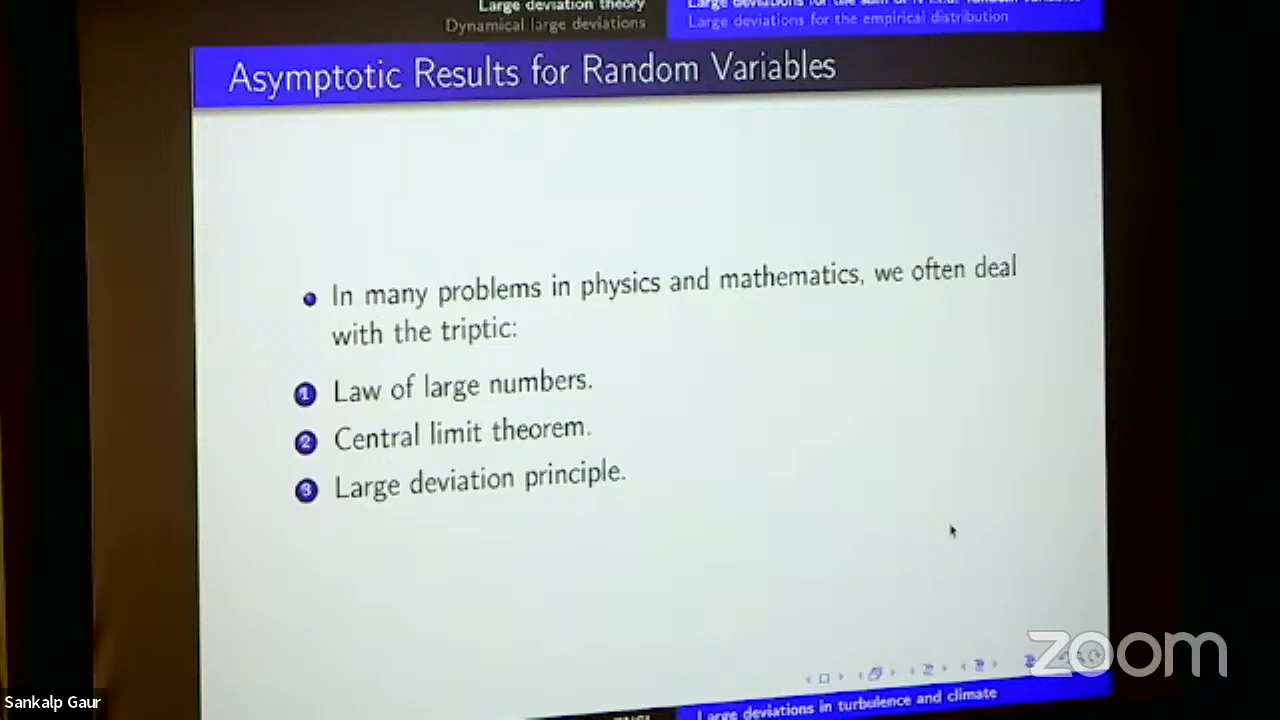 Large deviation theory
Dynamical large deviations
Large deviations for the sum of N i.i.d. random variables
Large deviations for the empirical distribution
Asymptotic Results for Random Variables
In many problems in physics and mathematics, we often deal
with the triptic:
1 Law of large numbers.
2 Central limit theorem.
3 Large deviation principle.
zoom
Large deviations in turbulence and climate
Sankalp Gaur